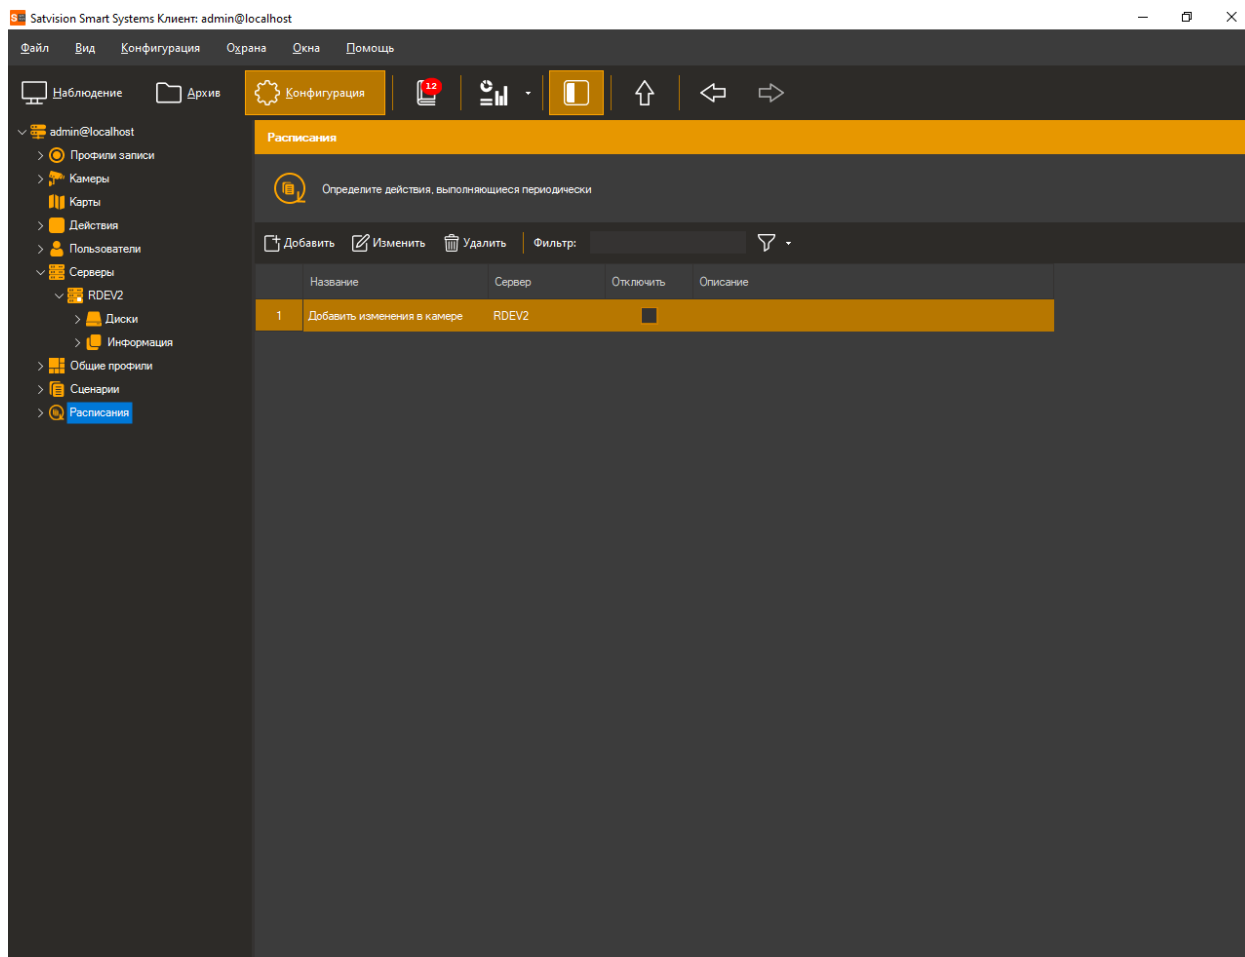 Satvision Smart Systems Клиент: admin@localhost
Файл Вид Конфигурация Охрана Окна Помощь
Наблюдение Архив Конфигурация 12
admin@localhost
Профили записи
Камеры
Карты
Действия
Пользователи
Серверы
RDEV2
Диски
Информация
Общие профили
Сценарии
Расписания
Расписания
Определите действия, выполняющиеся периодически
Добавить Изменить Удалить Фильтр:
Название Сервер Отключить Описание
1 Добавить изменения в камере RDEV2